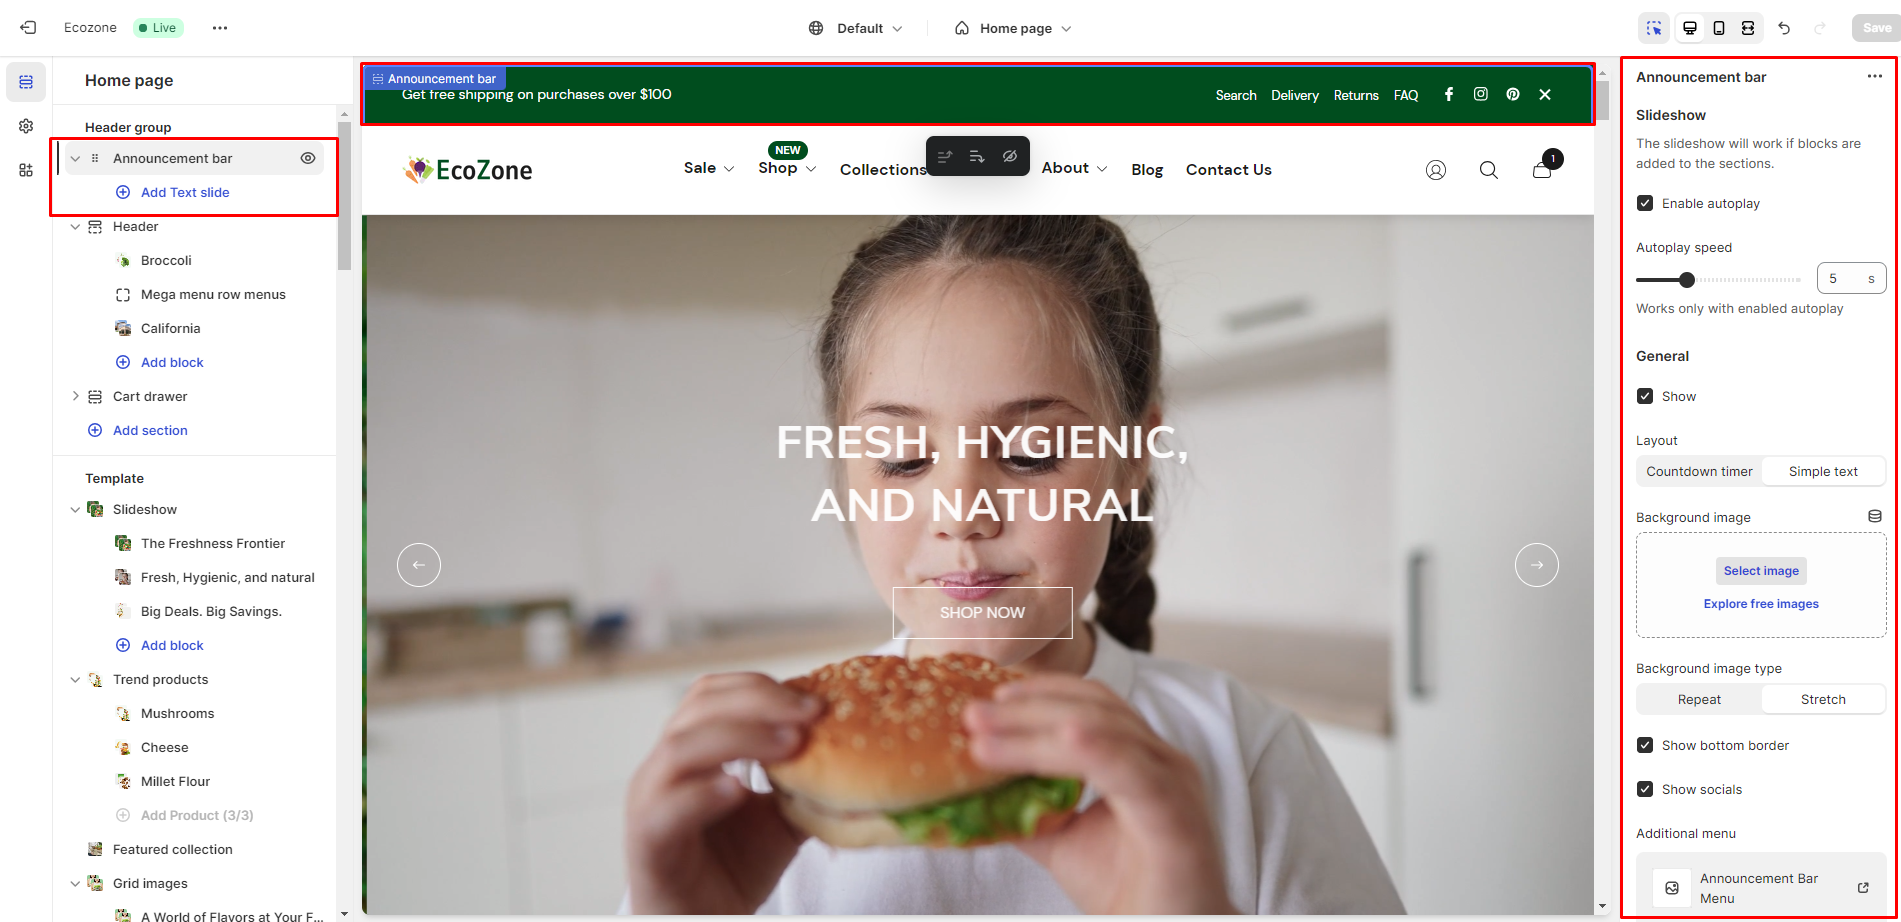 Ecozone
Live
Default
Home page
Save
Home page
Header group
Announcement bar
Add Text slide
Header
Broccoli
Mega menu row menus
California
Add block
Cart drawer
Add section
Template
Slideshow
The Freshness Frontier
Fresh, Hygienic, and natural
Big Deals. Big Savings.
Add block
Trend products
Mushrooms
Cheese
Millet Flour
Add Product (3/3)
Featured collection
Grid images
A World of Flavors at Your F...
Announcement bar
Get free shipping on purchases over $100
Search Delivery Returns FAQ
EcoZone
Sale
NEW
Shop
Collections
About
Blog
Contact Us
1
FRESH, HYGIENIC,
AND NATURAL
SHOP NOW
Announcement bar
Slideshow
The slideshow will work if blocks are
added to the sections.
Enable autoplay
Autoplay speed
5 s
Works only with enabled autoplay
General
Show
Layout
Countdown timer Simple text
Background image
Select image
Explore free images
Background image type
Repeat Stretch
Show bottom border
Show socials
Additional menu
Announcement Bar
Menu